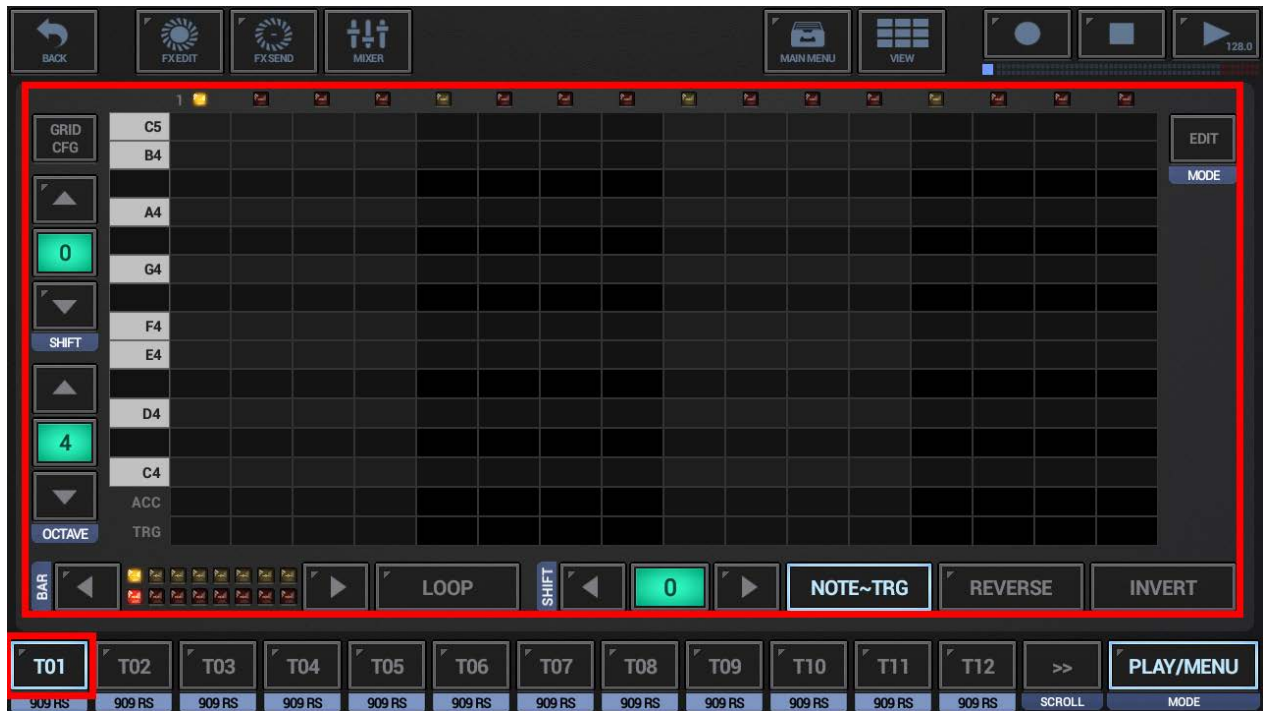 BACK FX EDIT FX SEND MIXER MAIN MENU VIEW 128.0
1
GRID CFG
C5
EDIT
B4
MODE
A4
0
G4
F4
SHIFT
E4
D4
4
C4
ACC
OCTAVE
TRG
BAR LOOP SHIFT 0 NOTE~TRG REVERSE INVERT
T01 T02 T03 T04 T05 T06 T07 T08 T09 T10 T11 T12 >> PLAY/MENU
909 RS 909 RS 909 RS 909 RS 909 RS 909 RS 909 RS 909 RS 909 RS 909 RS 909 RS 909 RS SCROLL MODE